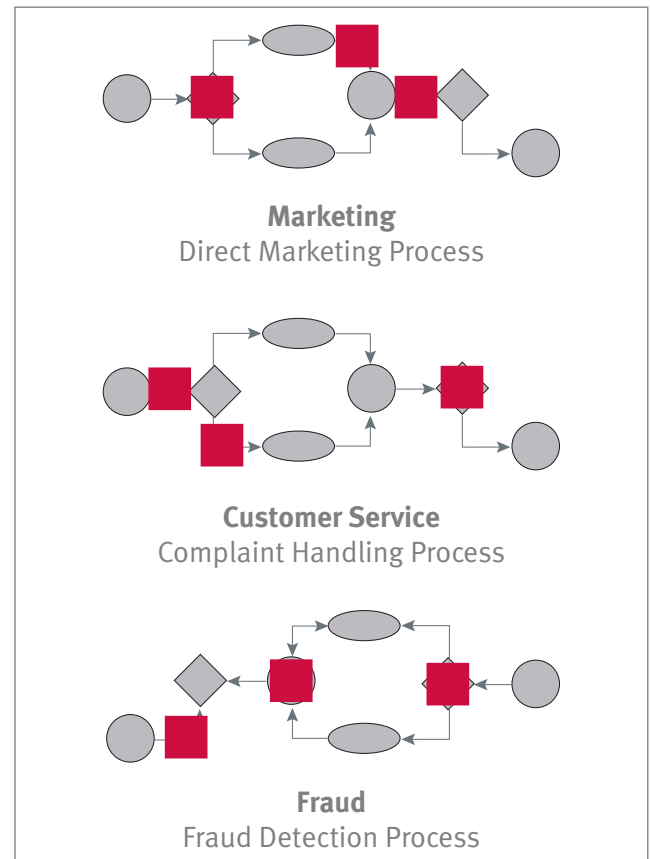 Marketing
Direct Marketing Process
Customer Service
Complaint Handling Process
Fraud
Fraud Detection Process